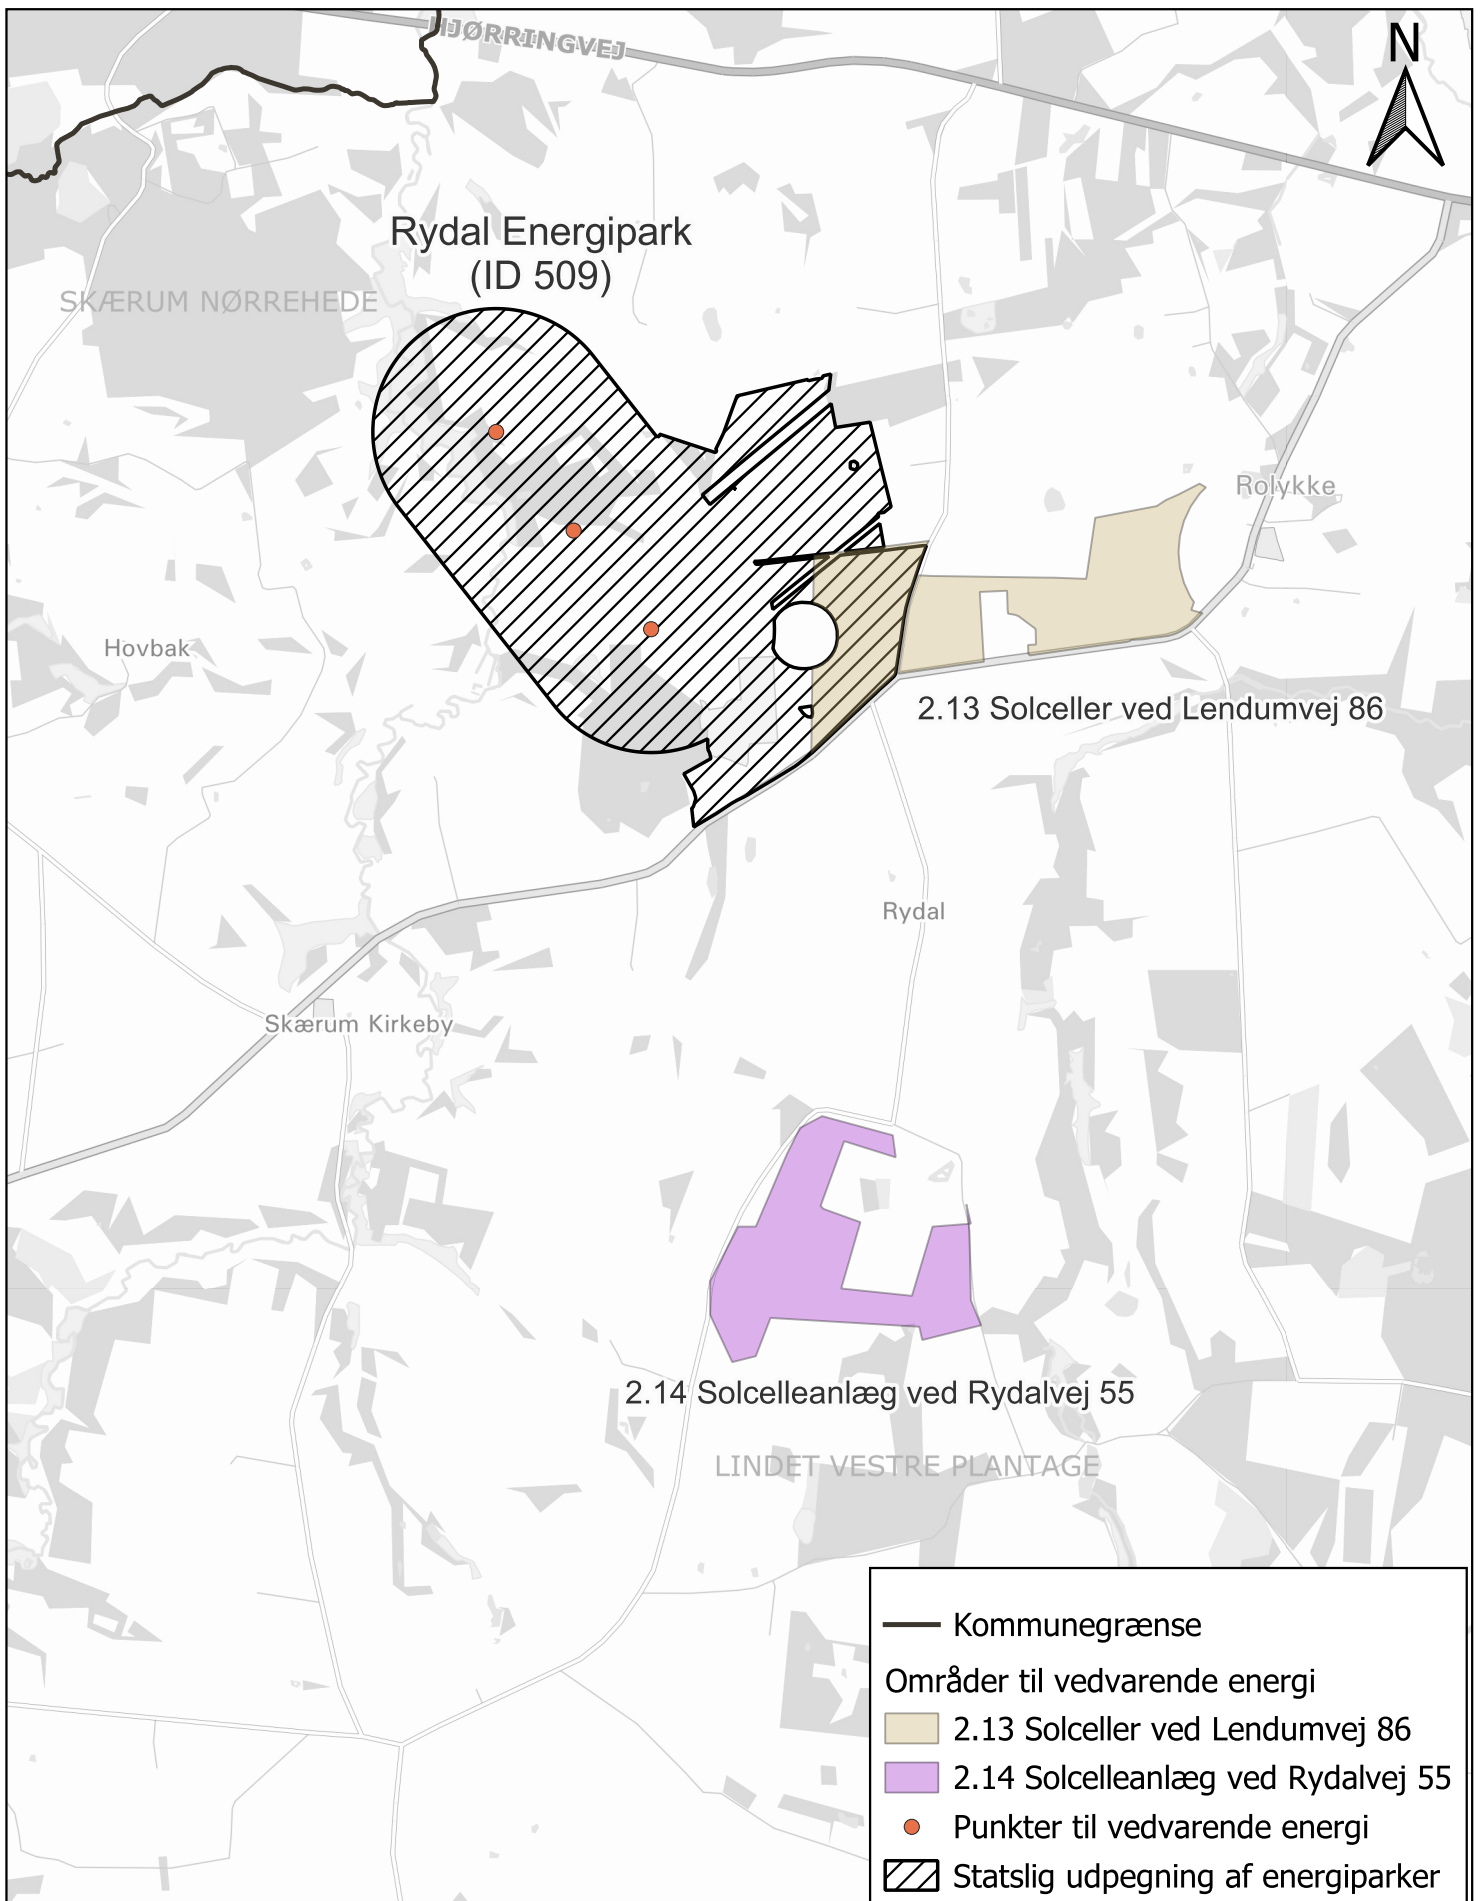 HJØRRINGVEJ
N
Rydal Energipark
(ID 509)
SKÆRUM NØRREHEDE
Rolykke
Hovbak
2.13 Solceller ved Lendumvej 86
Rydal
Skærum Kirkeby
2.14 Solcelleanlæg ved Rydalvej 55
LINDET VESTRE PLANTAGE
Kommunegrænse
Områder til vedvarende energi
2.13 Solceller ved Lendumvej 86
2.14 Solcelleanlæg ved Rydalvej 55
Punkter til vedvarende energi
Statslig udpegning af energiparker